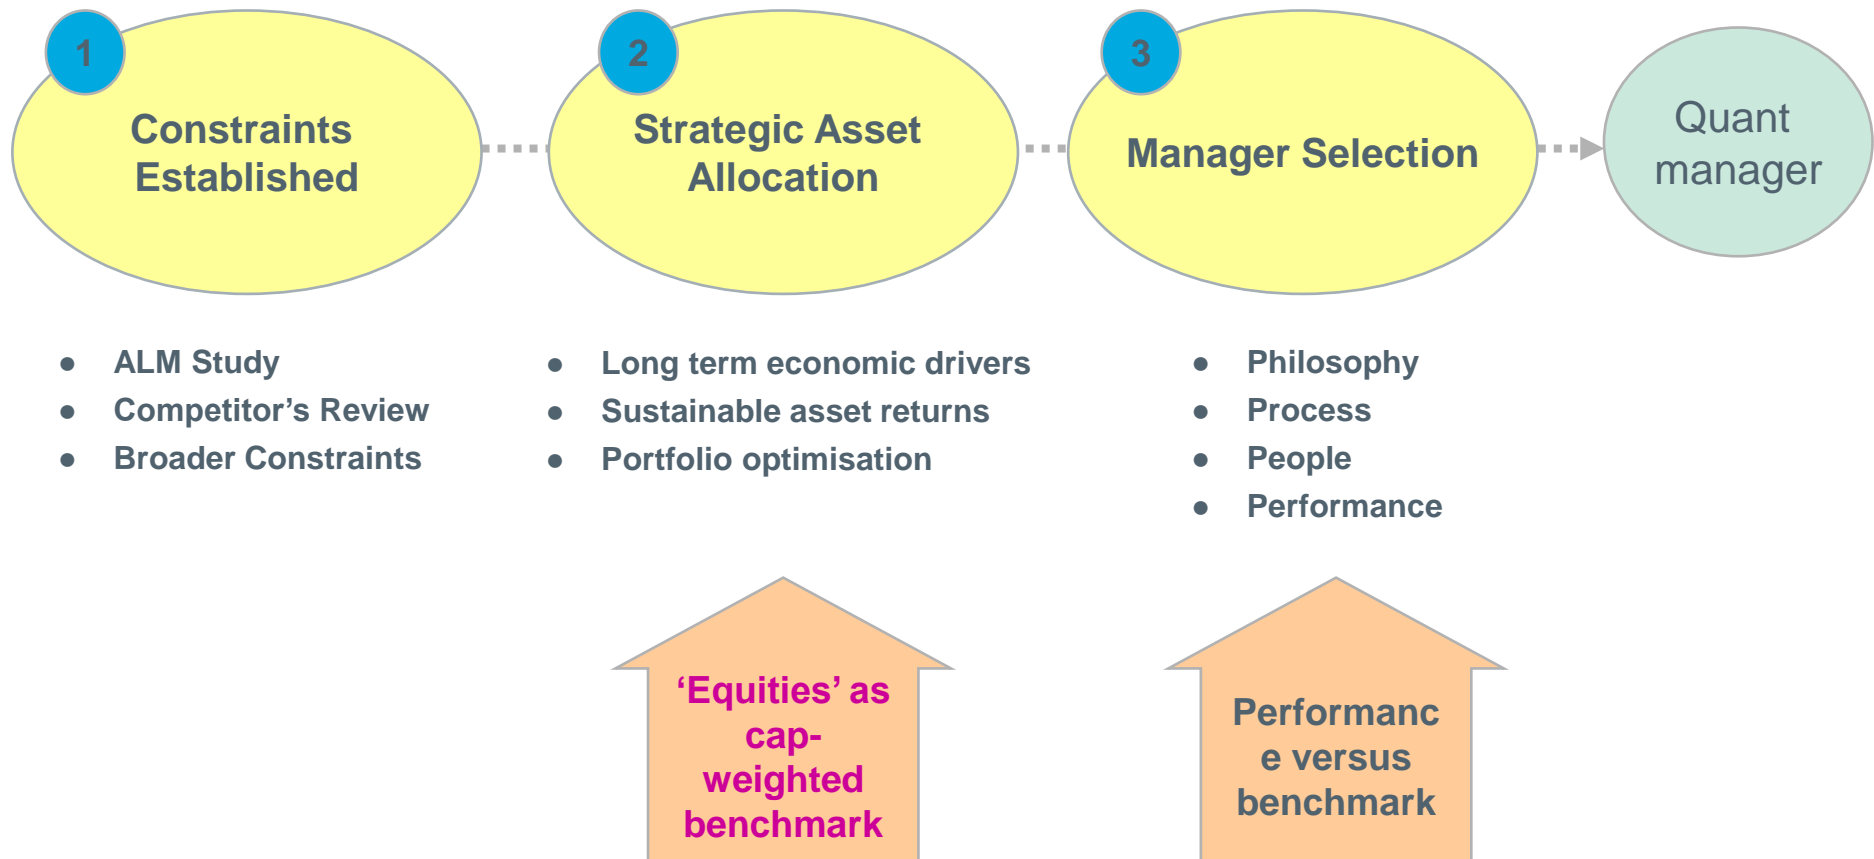 1
Constraints
Established
2
Strategic Asset
Allocation
3
Manager Selection
Quant
manager
● ALM Study
● Competitor’s Review
● Broader Constraints
● Long term economic drivers
● Sustainable asset returns
● Portfolio optimisation
● Philosophy
● Process
● People
● Performance
‘Equities’ as
cap-
weighted
benchmark
Performanc
e versus
benchmark